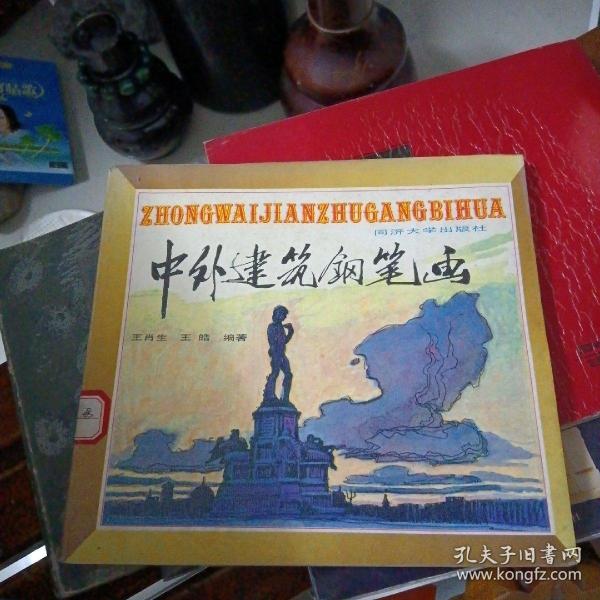 ZHONGWAIJIANZHUGANGBIHUA
同济大学出版社
中外建筑钢笔画
王肖生 王皓 编著
孔夫子旧书网
www.kongfz.com